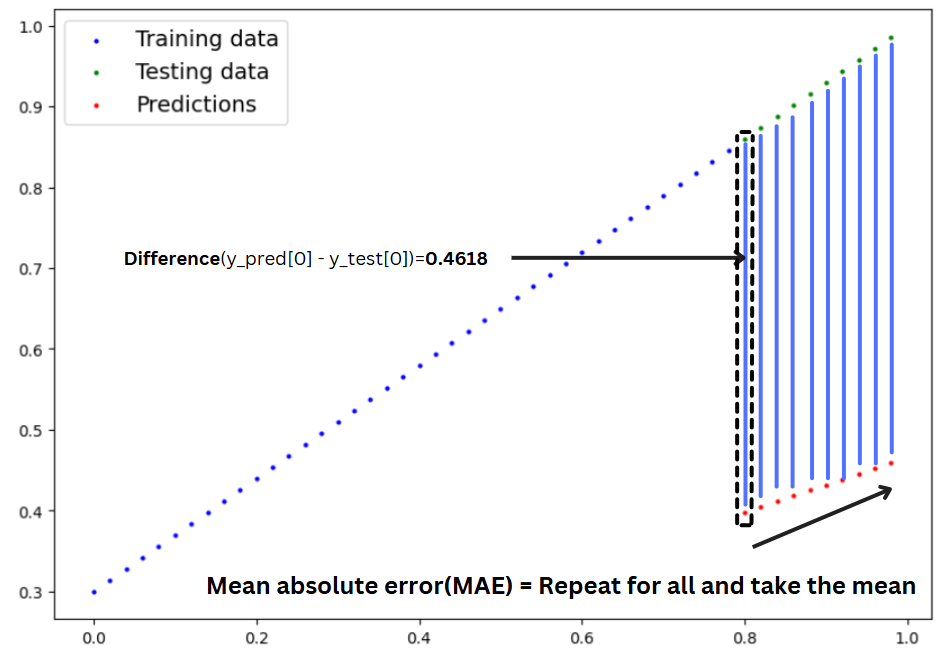 1.0
Training data
Testing data
Predictions
0.9
0.8
Difference(y_pred[0] - y_test[0])=0.4618
0.7
0.6
0.5
0.4
Mean absolute error(MAE) = Repeat for all and take the mean
0.3
0.0 0.2 0.4 0.6 0.8 1.0